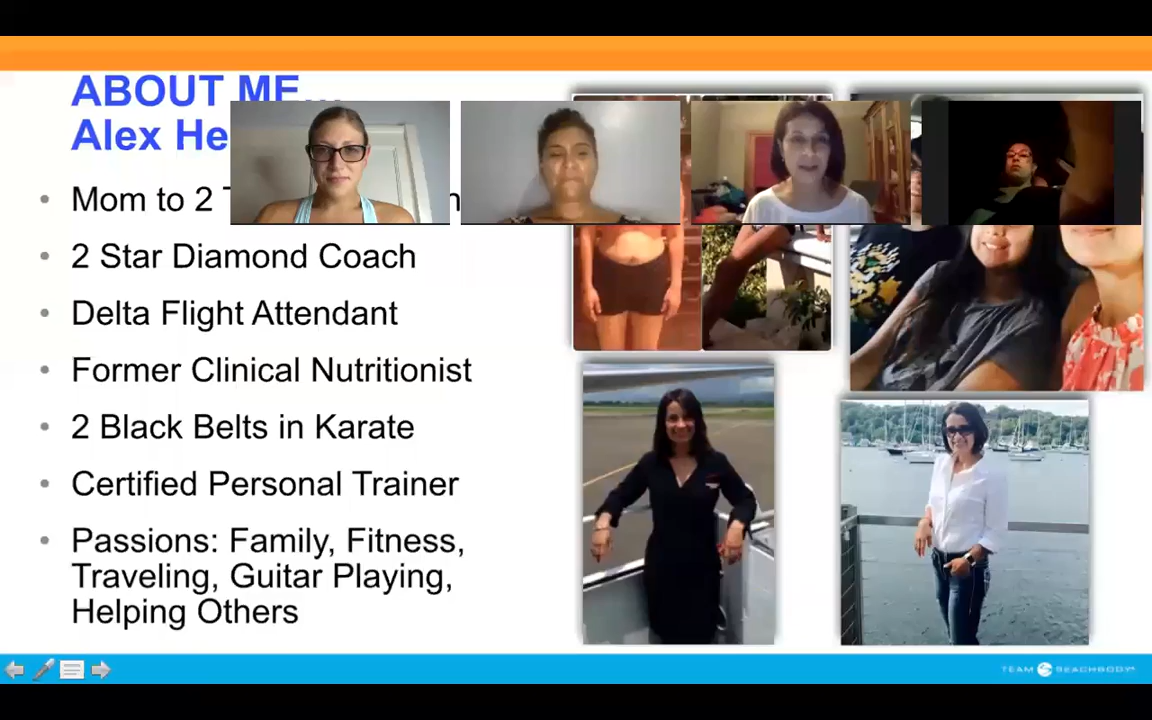 ABOUT ME...
Alex He
Mom to 2
2 Star Diamond Coach
Delta Flight Attendant
Former Clinical Nutritionist
2 Black Belts in Karate
Certified Personal Trainer
Passions: Family, Fitness,
Traveling, Guitar Playing,
Helping Others
TEAM BEACHBODY